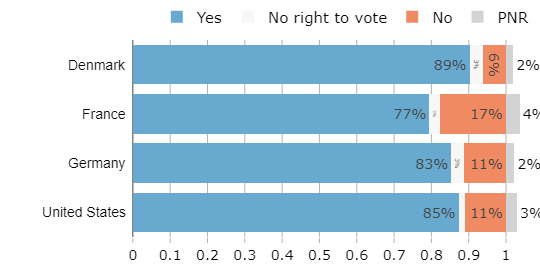 Yes No right to vote No PNR
Denmark 89% 3% 6% 2%
France 77% 17% 4%
Germany 83% 3% 11% 2%
United States 85% 11% 3%
0 0.1 0.2 0.3 0.4 0.5 0.6 0.7 0.8 0.9 1